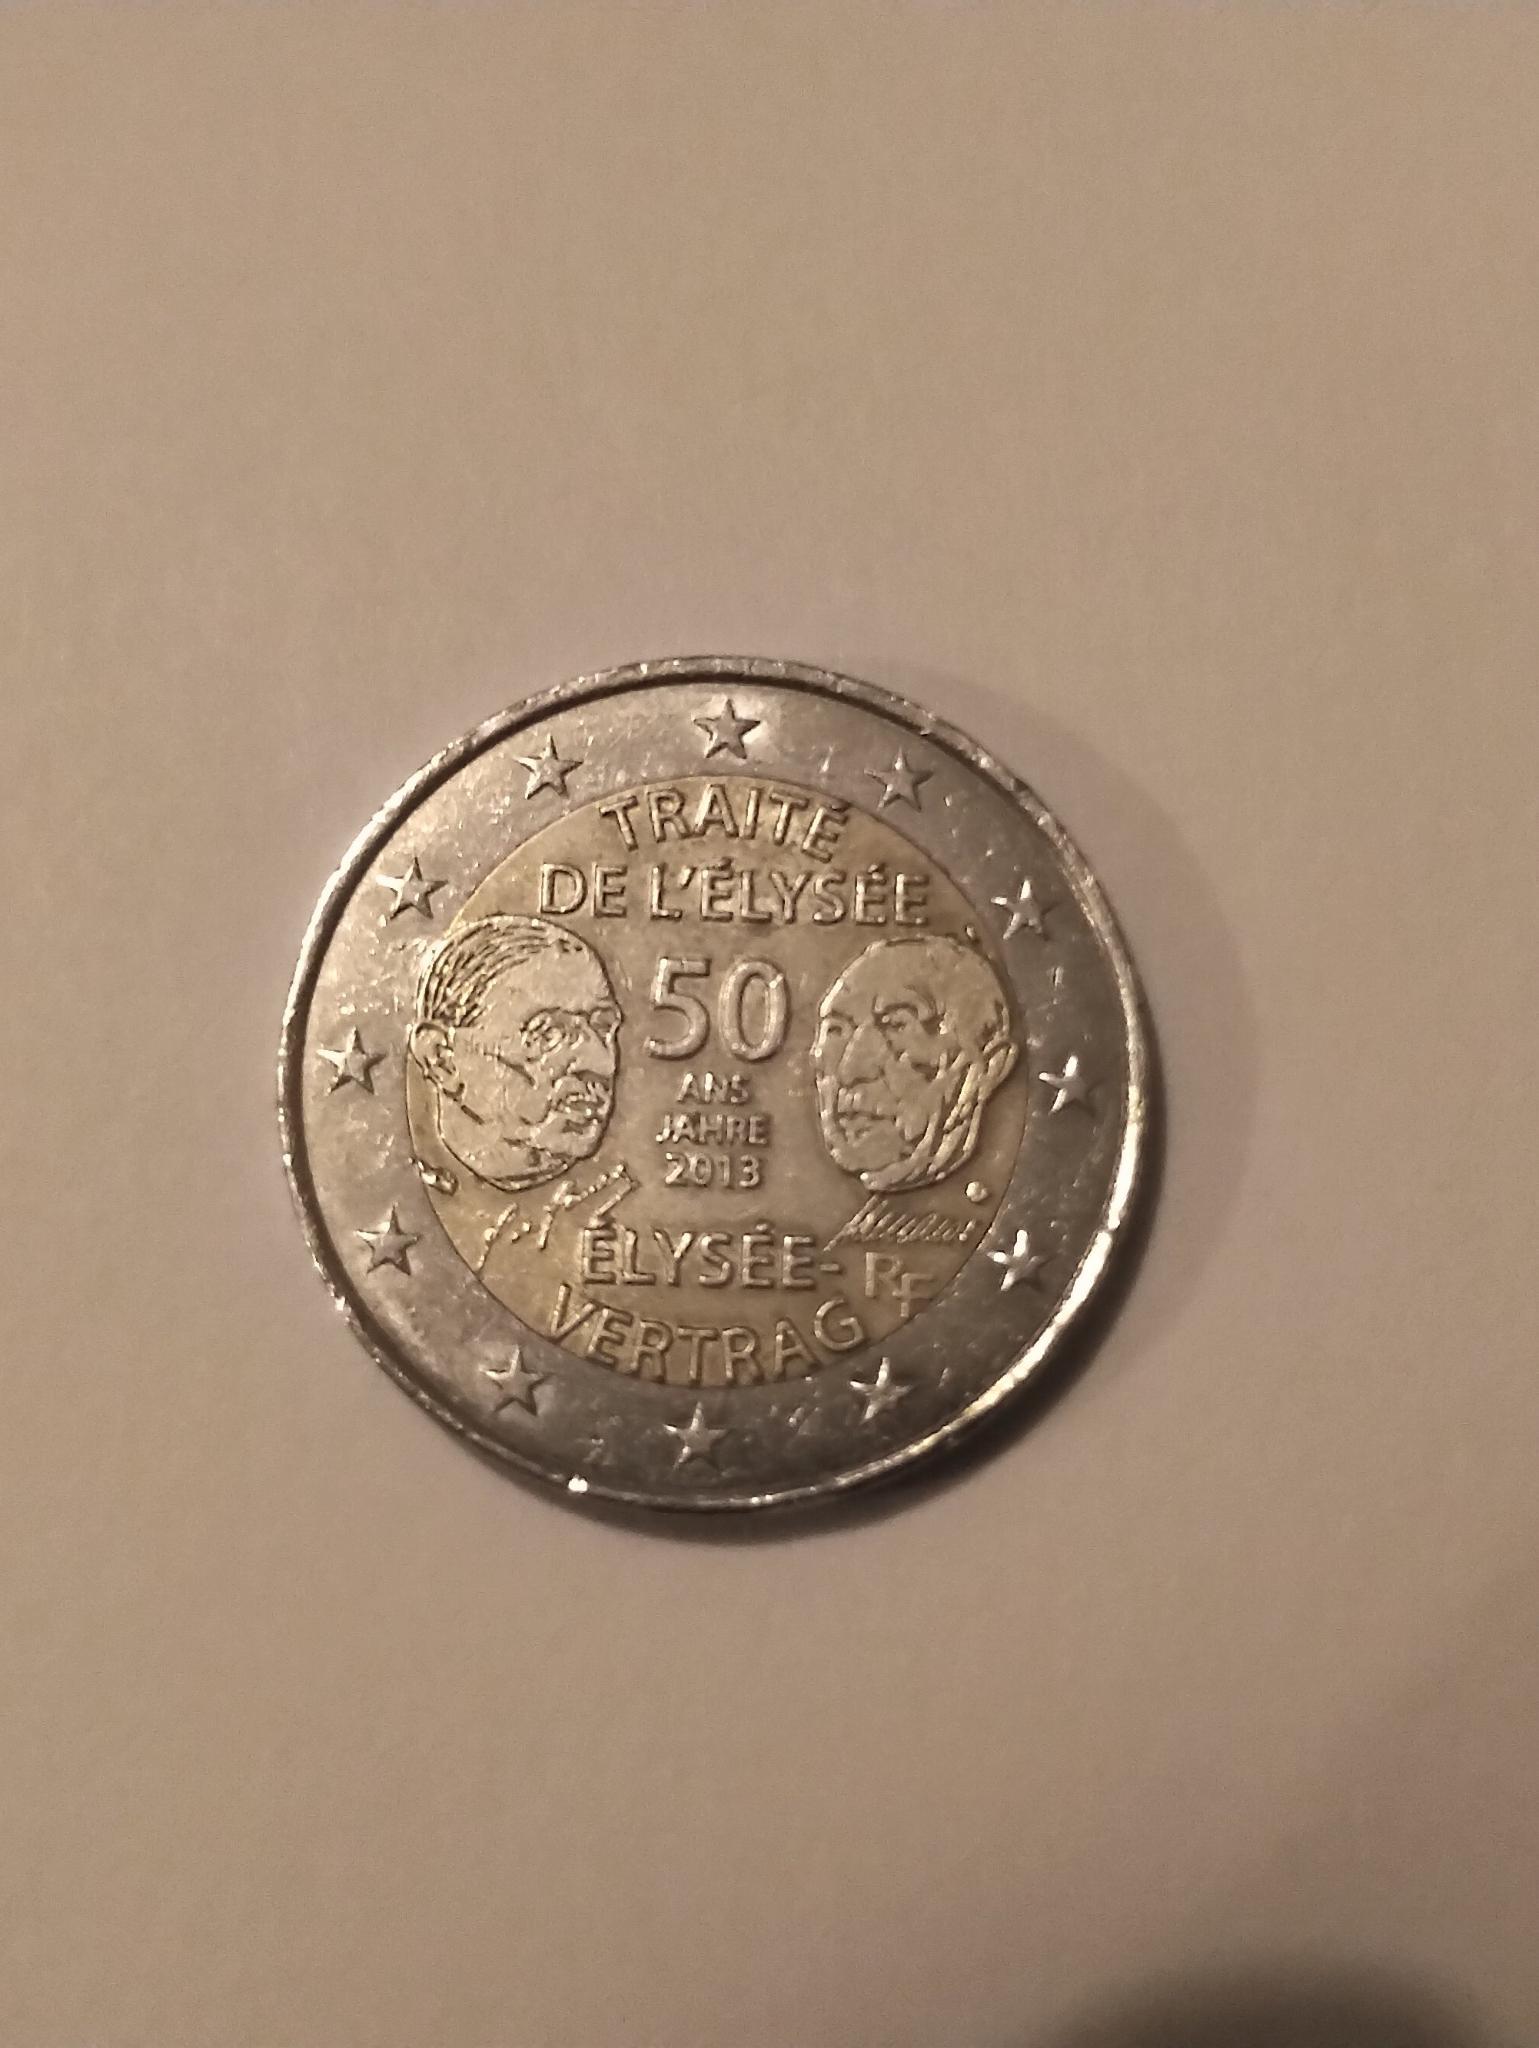 TRAITÉ
DE L'ÉLYSÉE
50
ANS
JAHRE
2013
ÉLYSÉE-
RF
VERTRAG